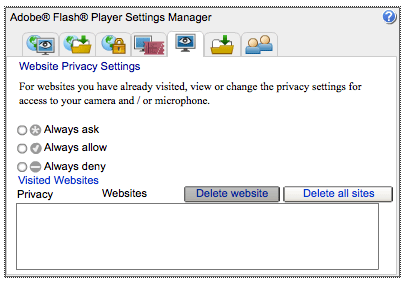 Adobe® Flash® Player Settings Manager
?
Website Privacy Settings
For websites you have already visited, view or change the privacy settings for
access to your camera and / or microphone.
Always ask
Always allow
Always deny
Visited Websites
Privacy Websites Delete website Delete all sites